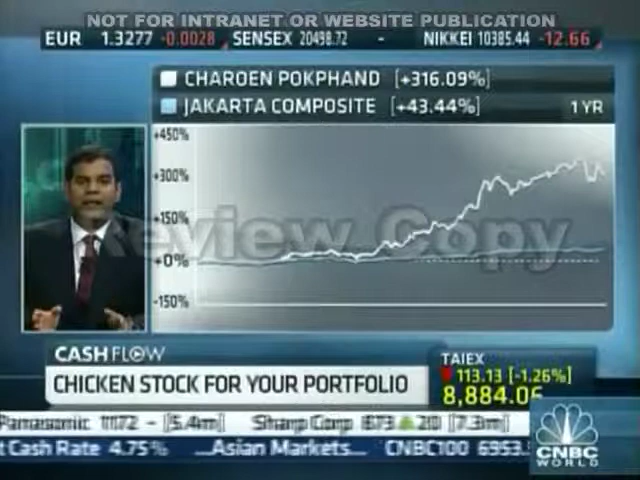 NOT FOR INTRANET OR WEBSITE PUBLICATION
EUR 1.3277 -0.0028 SENSEX 20498.72 - NIKKEI 10385.44 -12.66
CHAROEN POKPHAND [+316.09%]
JAKARTA COMPOSITE [+43.44%] 1 YR
+450%
+300%
+150%
+0%
-150%
Review Copy
CASH FLOW
CHICKEN STOCK FOR YOUR PORTFOLIO
TAIEX
113.13 [-1.26%]
8,884.06
Panasonic 1172 - [5.4m] Sharp Corp 873 ▲ 20 [7.3m]
t Cash Rate 4.75% ...Asian Markets... CNBC100 6953.
CNBC
WORLD